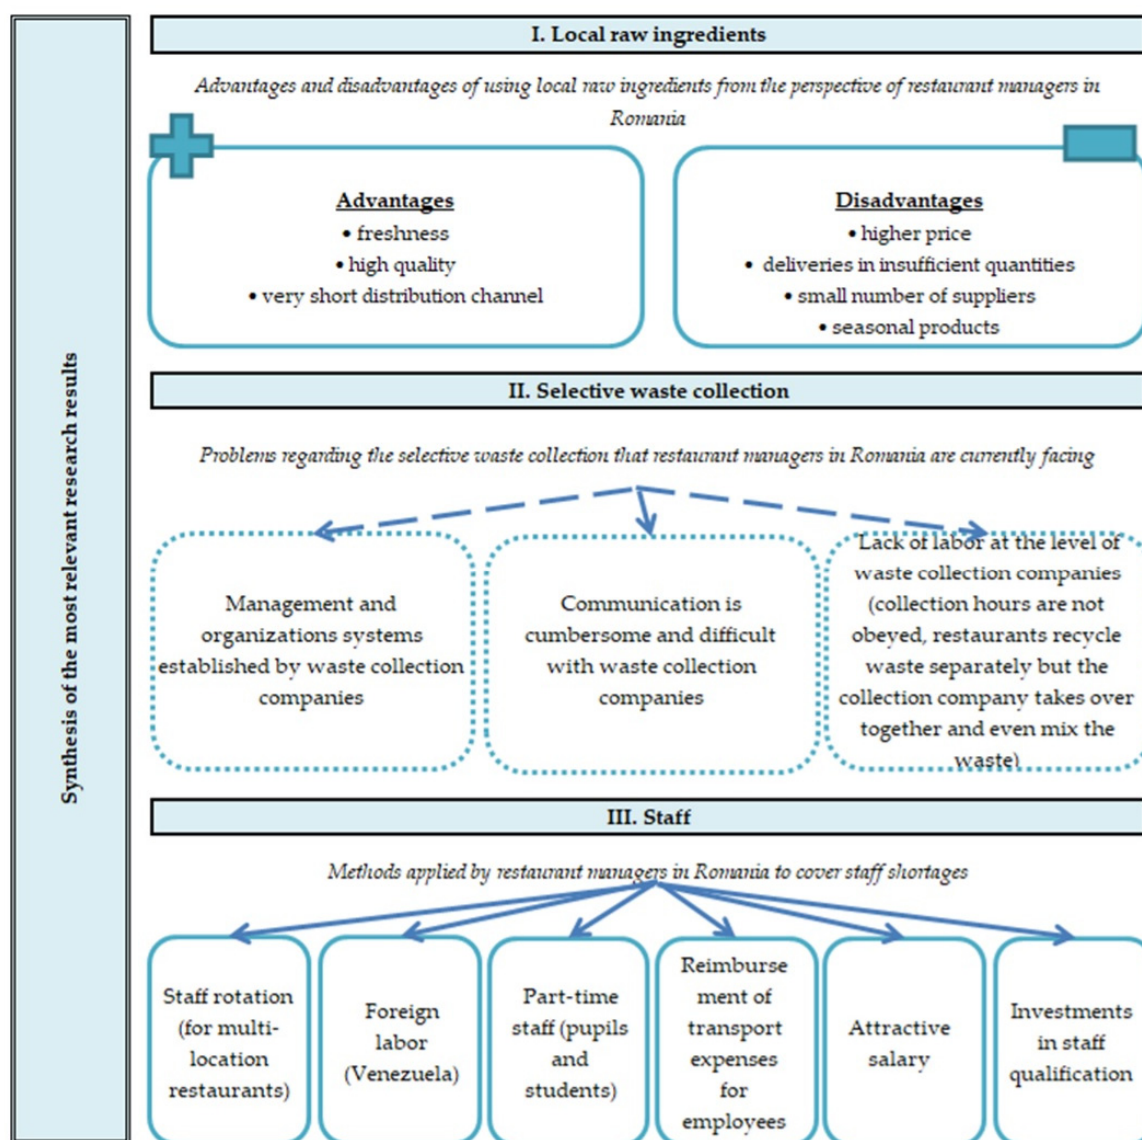 Synthesis of the most relevant research results
I. Local raw ingredients
Advantages and disadvantages of using local raw ingredients from the perspective of restaurant managers in
Romania
Advantages
• freshness
• high quality
• very short distribution channel
Disadvantages
• higher price
• deliveries in insufficient quantities
• small number of suppliers
• seasonal products
II. Selective waste collection
Problems regarding the selective waste collection that restaurant managers in Romania are currently facing
Management and
organizations systems
established by waste collection
companies
Communication is
cumbersome and difficult
with waste collection
companies
Lack of labor at the level of
waste collection companies
(collection hours are not
obeyed, restaurants recycle
waste separately but the
collection company takes over
together and even mix the
waste)
III. Staff
Methods applied by restaurant managers in Romania to cover staff shortages
Staff rotation
(for multi-
location
restaurants)
Foreign
labor
(Venezuela)
Part-time
staff (pupils
and
students)
Reimburse
ment of
transport
expenses
for
employees
Attractive
salary
Investments
in staff
qualification